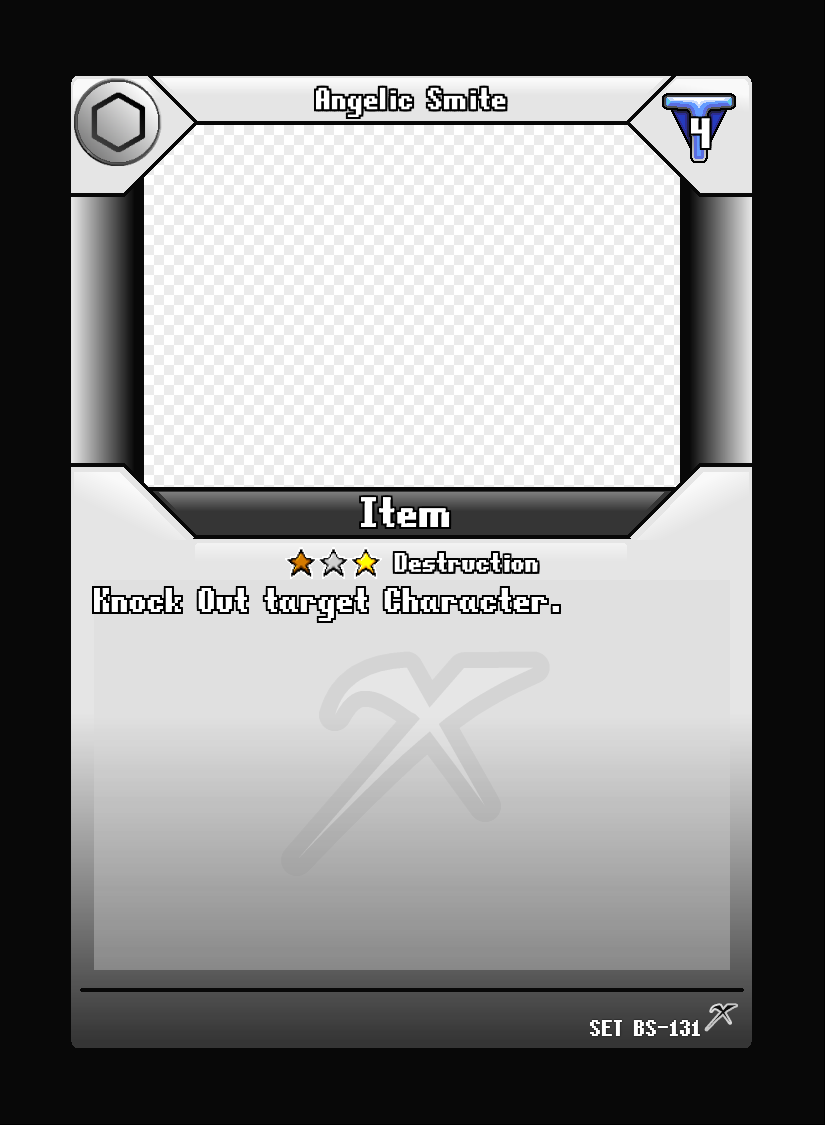 Angelic Smite
4
Item
Destruction
Knock Out target Character.
SET BS-131